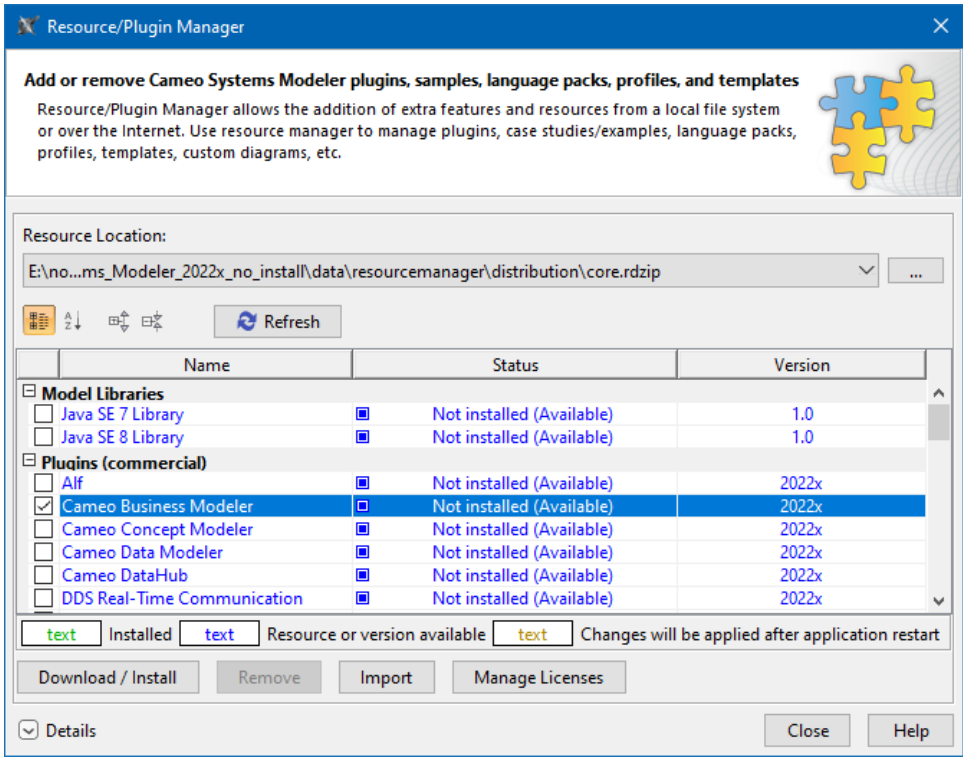 Resource/Plugin Manager
Add or remove Cameo Systems Modeler plugins, samples, language packs, profiles, and templates
Resource/Plugin Manager allows the addition of extra features and resources from a local file system
or over the Internet. Use resource manager to manage plugins, case studies/examples, language packs,
profiles, templates, custom diagrams, etc.
Resource Location:
E:\no...ms_Modeler_2022x_no_install\data\resourcemanager\distribution\core.rdzip ...
Refresh
Name Status Version
Model Libraries
Java SE 7 Library Not installed (Available) 1.0
Java SE 8 Library Not installed (Available) 1.0
Plugins (commercial)
Alf Not installed (Available) 2022x
Cameo Business Modeler Not installed (Available) 2022x
Cameo Concept Modeler Not installed (Available) 2022x
Cameo Data Modeler Not installed (Available) 2022x
Cameo DataHub Not installed (Available) 2022x
DDS Real-Time Communication Not installed (Available) 2022x
text Installed text Resource or version available text Changes will be applied after application restart
Download / Install Remove Import Manage Licenses
Details Close Help